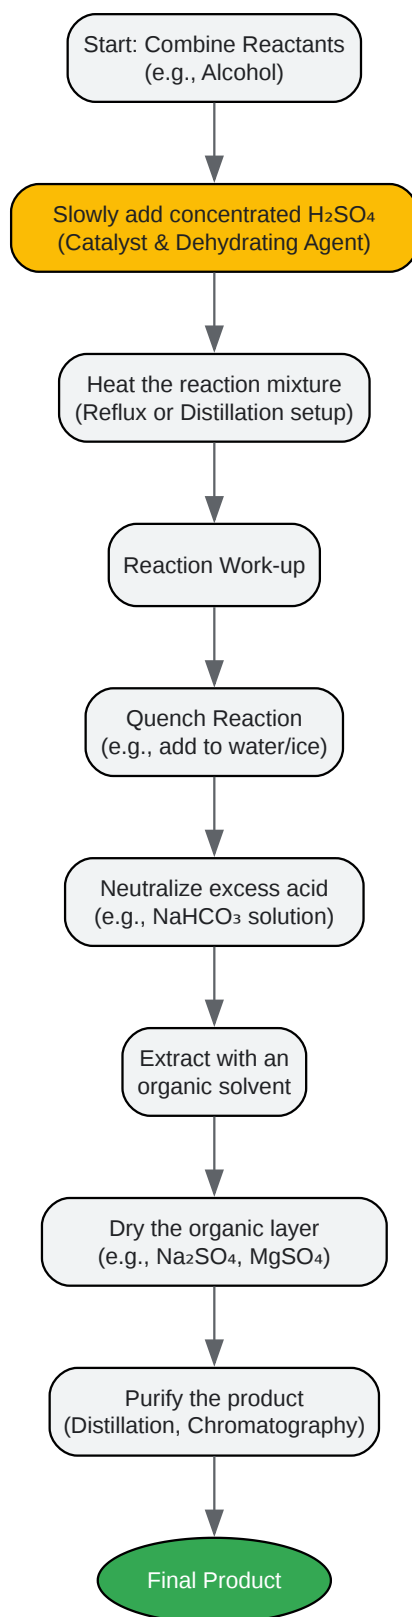 Start: Combine Reactants
(e.g., Alcohol)
Slowly add concentrated H₂SO₄
(Catalyst & Dehydrating Agent)
Heat the reaction mixture
(Reflux or Distillation setup)
Reaction Work-up
Quench Reaction
(e.g., add to water/ice)
Neutralize excess acid
(e.g., NaHCO₃ solution)
Extract with an
organic solvent
Dry the organic layer
(e.g., Na₂SO₄, MgSO₄)
Purify the product
(Distillation, Chromatography)
Final Product